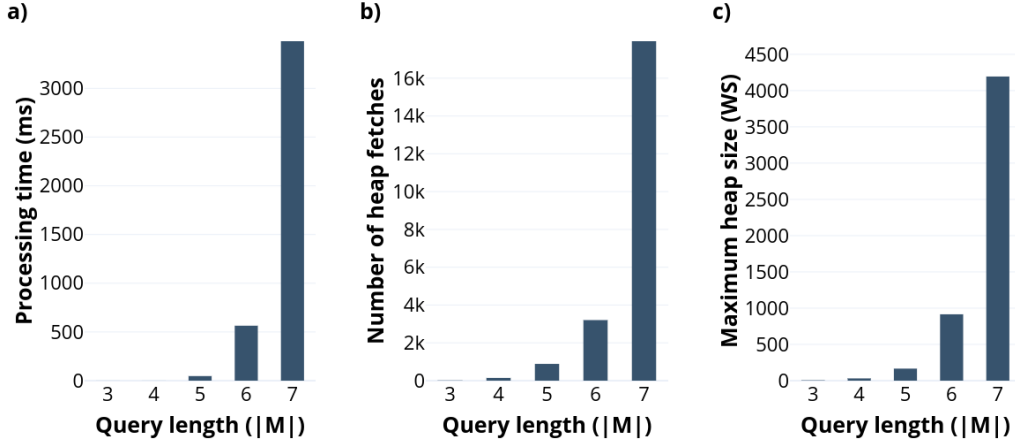 a)
Processing time (ms)
3000
2500
2000
1500
1000
500
0
3 4 5 6 7
Query length (|M|)
b)
Number of heap fetches
16k
14k
12k
10k
8k
6k
4k
2k
0
3 4 5 6 7
Query length (|M|)
c)
Maximum heap size (WS)
4500
4000
3500
3000
2500
2000
1500
1000
500
0
3 4 5 6 7
Query length (|M|)